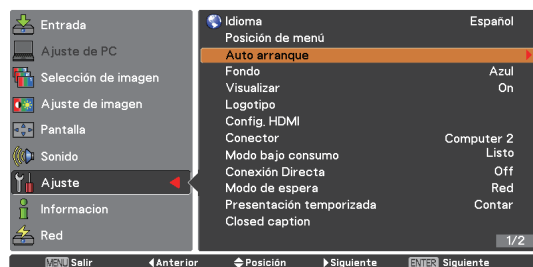 Entrada
Ajuste de PC
Selección de imagen
Ajuste de imagen
Pantalla
Sonido
Ajuste
Informacion
Red
Idioma Español
Posición de menú
Auto arranque
Fondo Azul
Visualizar On
Logotipo
Config. HDMI
Conector Computer 2
Modo bajo consumo Listo
Conexión Directa Off
Modo de espera Red
Presentación temporizada Contar
Closed caption
1/2
MENU Salir Anterior Posición Siguiente ENTER Siguiente